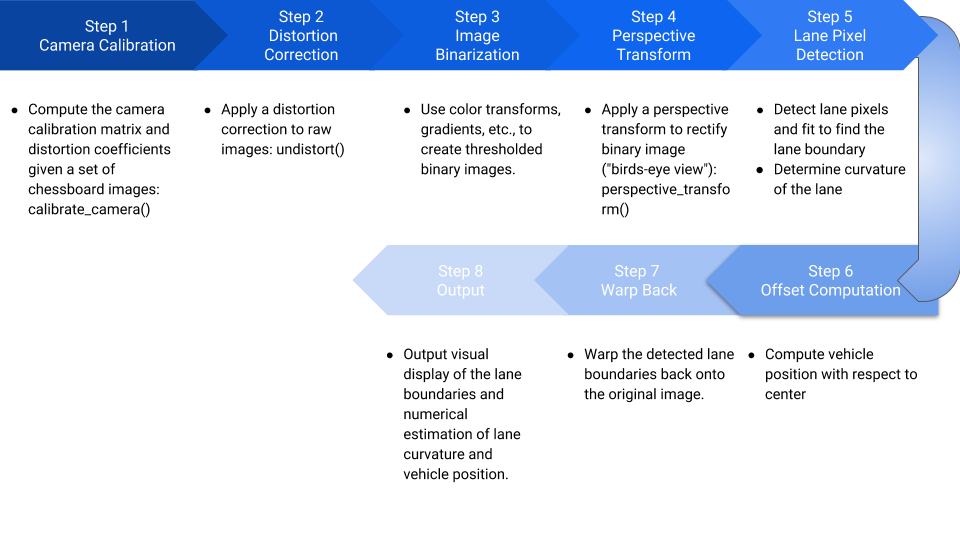 Step 1
Camera Calibration
Step 2
Distortion
Correction
Step 3
Image
Binarization
Step 4
Perspective
Transform
Step 5
Lane Pixel
Detection
● Compute the camera
calibration matrix and
distortion coefficients
given a set of
chessboard images:
calibrate_camera()
● Apply a distortion
correction to raw
images: undistort()
● Use color transforms,
gradients, etc., to
create thresholded
binary images.
● Apply a perspective
transform to rectify
binary image
("birds-eye view"):
perspective_transfo
rm()
● Detect lane pixels
and fit to find the
lane boundary
● Determine curvature
of the lane
Step 6
Offset Computation
Step 7
Warp Back
Step 8
Output
● Compute vehicle
position with respect to
center
● Warp the detected lane
boundaries back onto
the original image.
● Output visual
display of the lane
boundaries and
numerical
estimation of lane
curvature and
vehicle position.